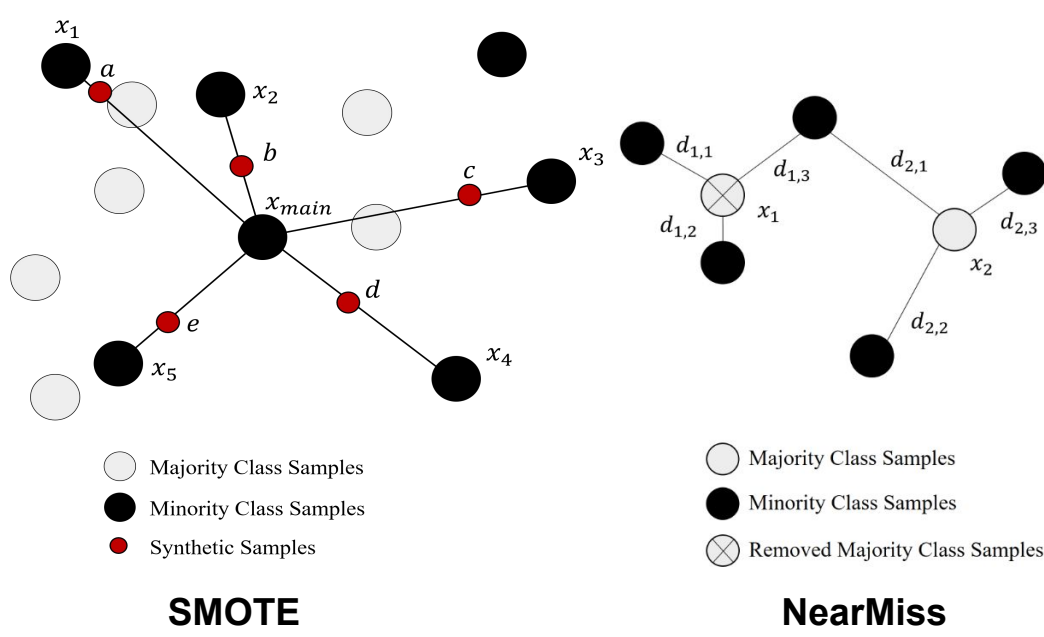 x₁
a
x₂
b
x₃
c
x_main
d
e
x₅
x₄
Majority Class Samples
Minority Class Samples
Synthetic Samples
SMOTE
d₁,₁
d₁,₃
d₂,₁
x₁
d₁,₂
d₂,₃
x₂
d₂,₂
Majority Class Samples
Minority Class Samples
Removed Majority Class Samples
NearMiss